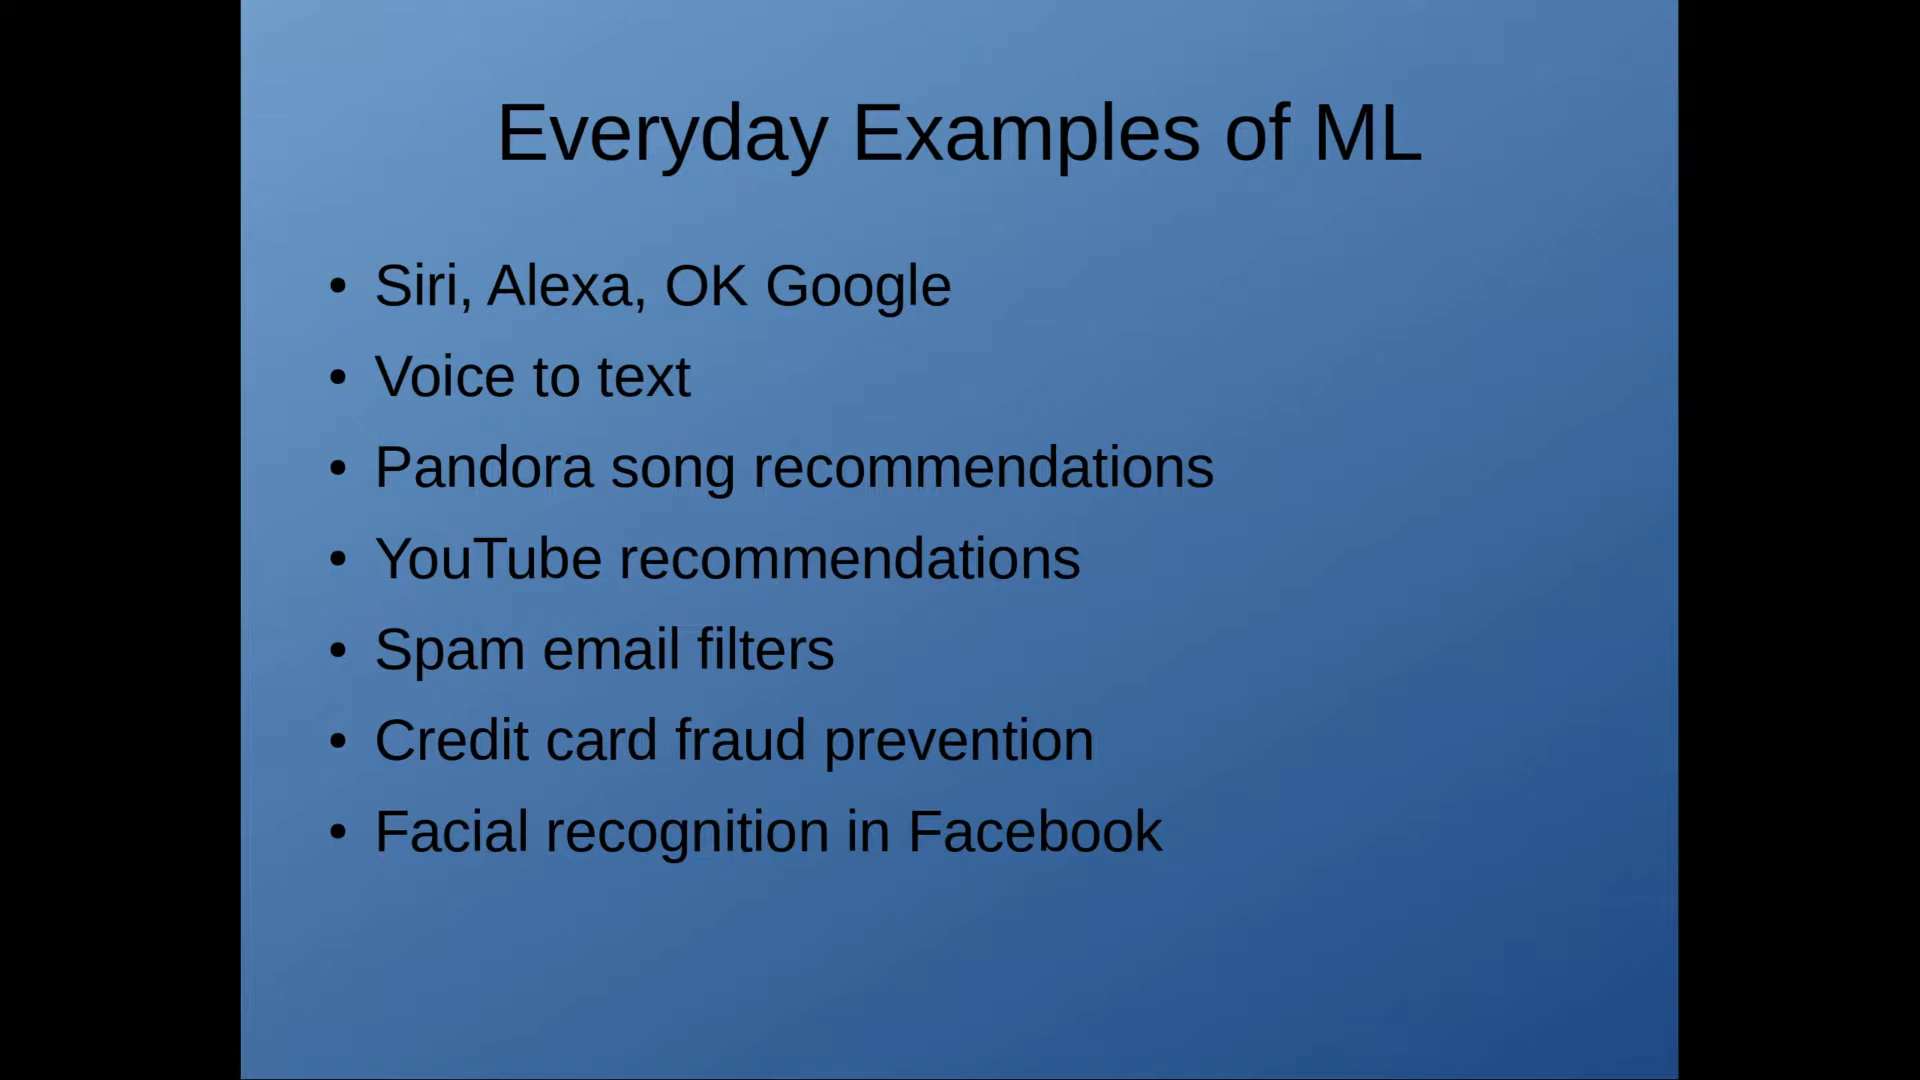 Everyday Examples of ML
• Siri, Alexa, OK Google
• Voice to text
• Pandora song recommendations
• YouTube recommendations
• Spam email filters
• Credit card fraud prevention
• Facial recognition in Facebook